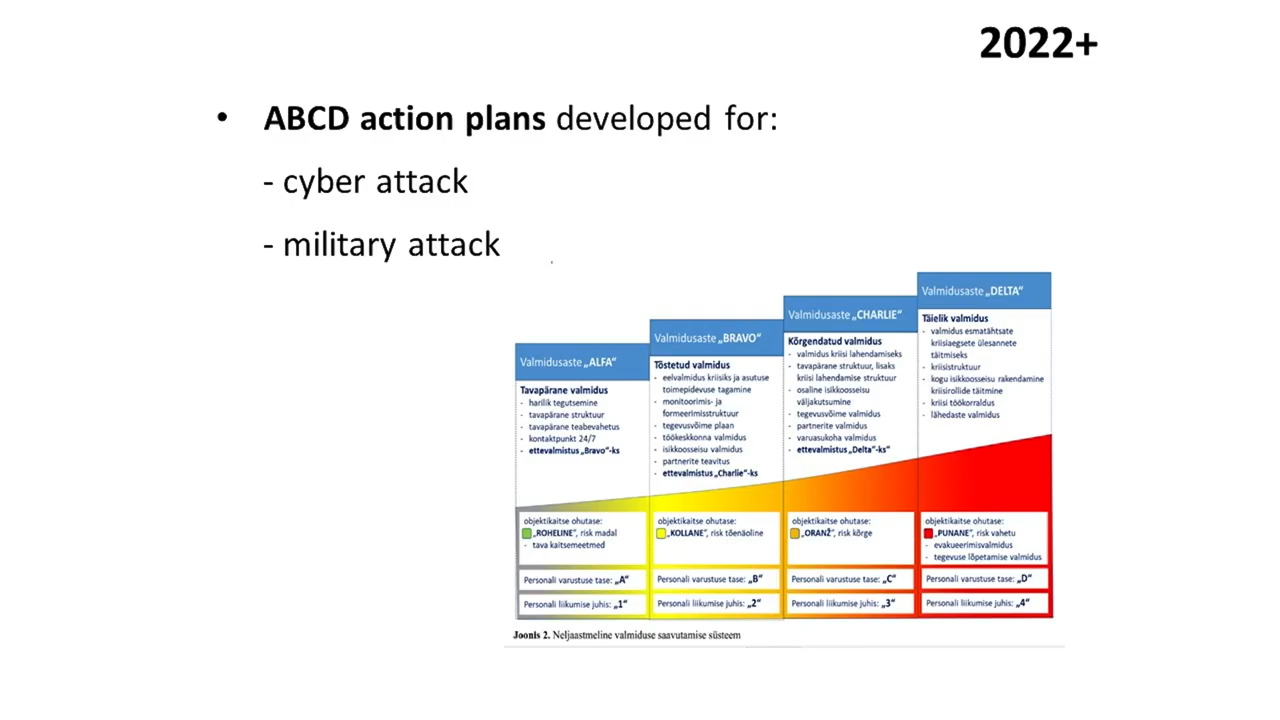 2022+
• ABCD action plans developed for:
- cyber attack
- military attack
Valmidusaste „ALFA“
Tavapärane valmidus
- harilik tegutsemine
- tavapärane struktuur
- tavapärane teabevahetus
- kontaktpunkt 24/7
- ettevalmistus „Bravo“-ks
Valmidusaste „BRAVO“
Tõstetud valmidus
- eelvalmidus kriisiks ja asutuse
toimepidevuse tagamine
- monitoorimis- ja
formeerimisstruktuur
- tegevusvõime plaan
- töökeskkonna valmidus
- isikkoosseisu valmidus
- partnerite teavitus
- ettevalmistus „Charlie“-ks
Valmidusaste „CHARLIE“
Kõrgendatud valmidus
- valmidus kriisi lahendamiseks
- tavapärane struktuur, lisaks
kriisi lahendamise struktuur
- osaline isikkoosseisu
väljakutsumine
- tegevusvõime valmidus
- partnerite valmidus
- varuasukoha valmidus
- ettevalmistus „Delta“-ks“
Valmidusaste „DELTA“
Täielik valmidus
- valmidus esmatähtsate
kriisiaegsete ülesannete
täitmiseks
- kriisistruktuur
- kogu isikkoosseisu rakendamine
kriisirollide täitmine
- kriisi töökorraldus
- lähedaste valmidus
objektikaitse ohutase:
„ROHELINE“, risk madal
- tava kaitsemeetmed
objektikaitse ohutase:
„KOLLANE“, risk tõenäoline
objektikaitse ohutase:
„ORANŽ“, risk kõrge
objektikaitse ohutase:
„PUNANE“, risk vahetu
- evakueerimisvalmidus
- tegevuse lõpetamise valmidus
Personali varustuse tase: „A“
Personali varustuse tase: „B“
Personali varustuse tase: „C“
Personali varustuse tase: „D“
Personali liikumise juhis: „1“
Personali liikumise juhis: „2“
Personali liikumise juhis: „3“
Personali liikumise juhis: „4“
Joonis 2. Neljaastmeline valmiduse saavutamise süsteem